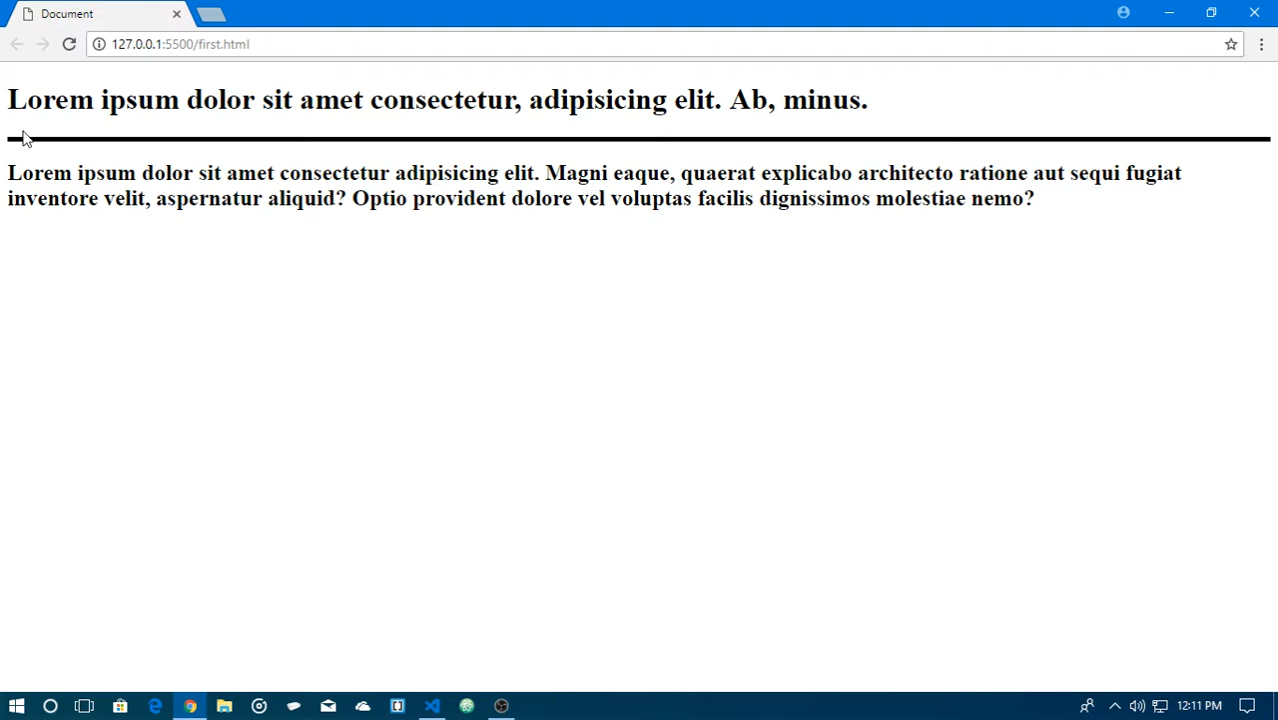 Document
127.0.0.1:5500/first.html
Lorem ipsum dolor sit amet consectetur, adipisicing elit. Ab, minus.
Lorem ipsum dolor sit amet consectetur adipisicing elit. Magni eaque, quaerat explicabo architecto ratione aut sequi fugiat
inventore velit, aspernatur aliquid? Optio provident dolore vel voluptas facilis dignissimos molestiae nemo?
12:11 PM